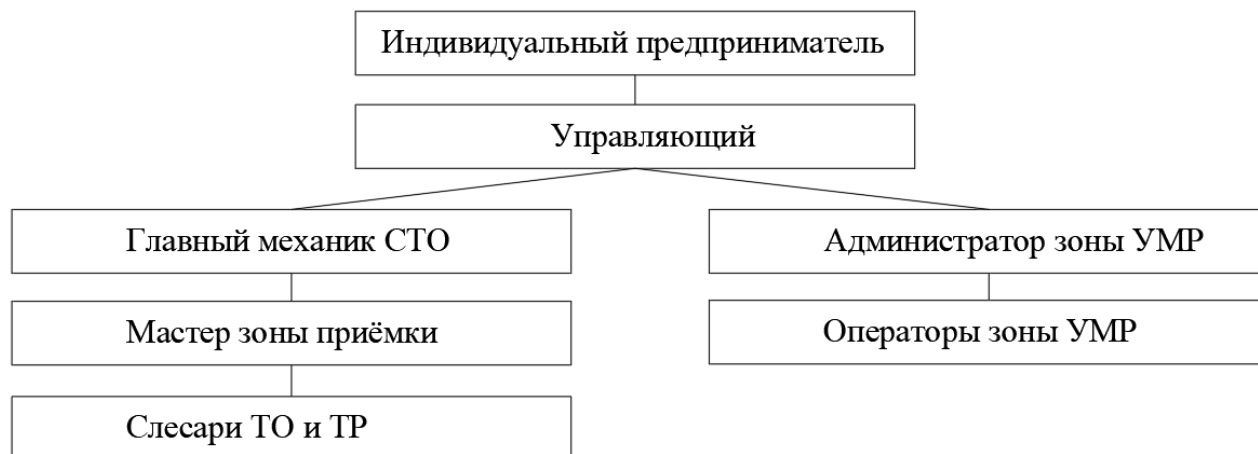 Индивидуальный предприниматель
Управляющий
Главный механик СТО
Администратор зоны УМР
Мастер зоны приёмки
Операторы зоны УМР
Слесари ТО и ТР